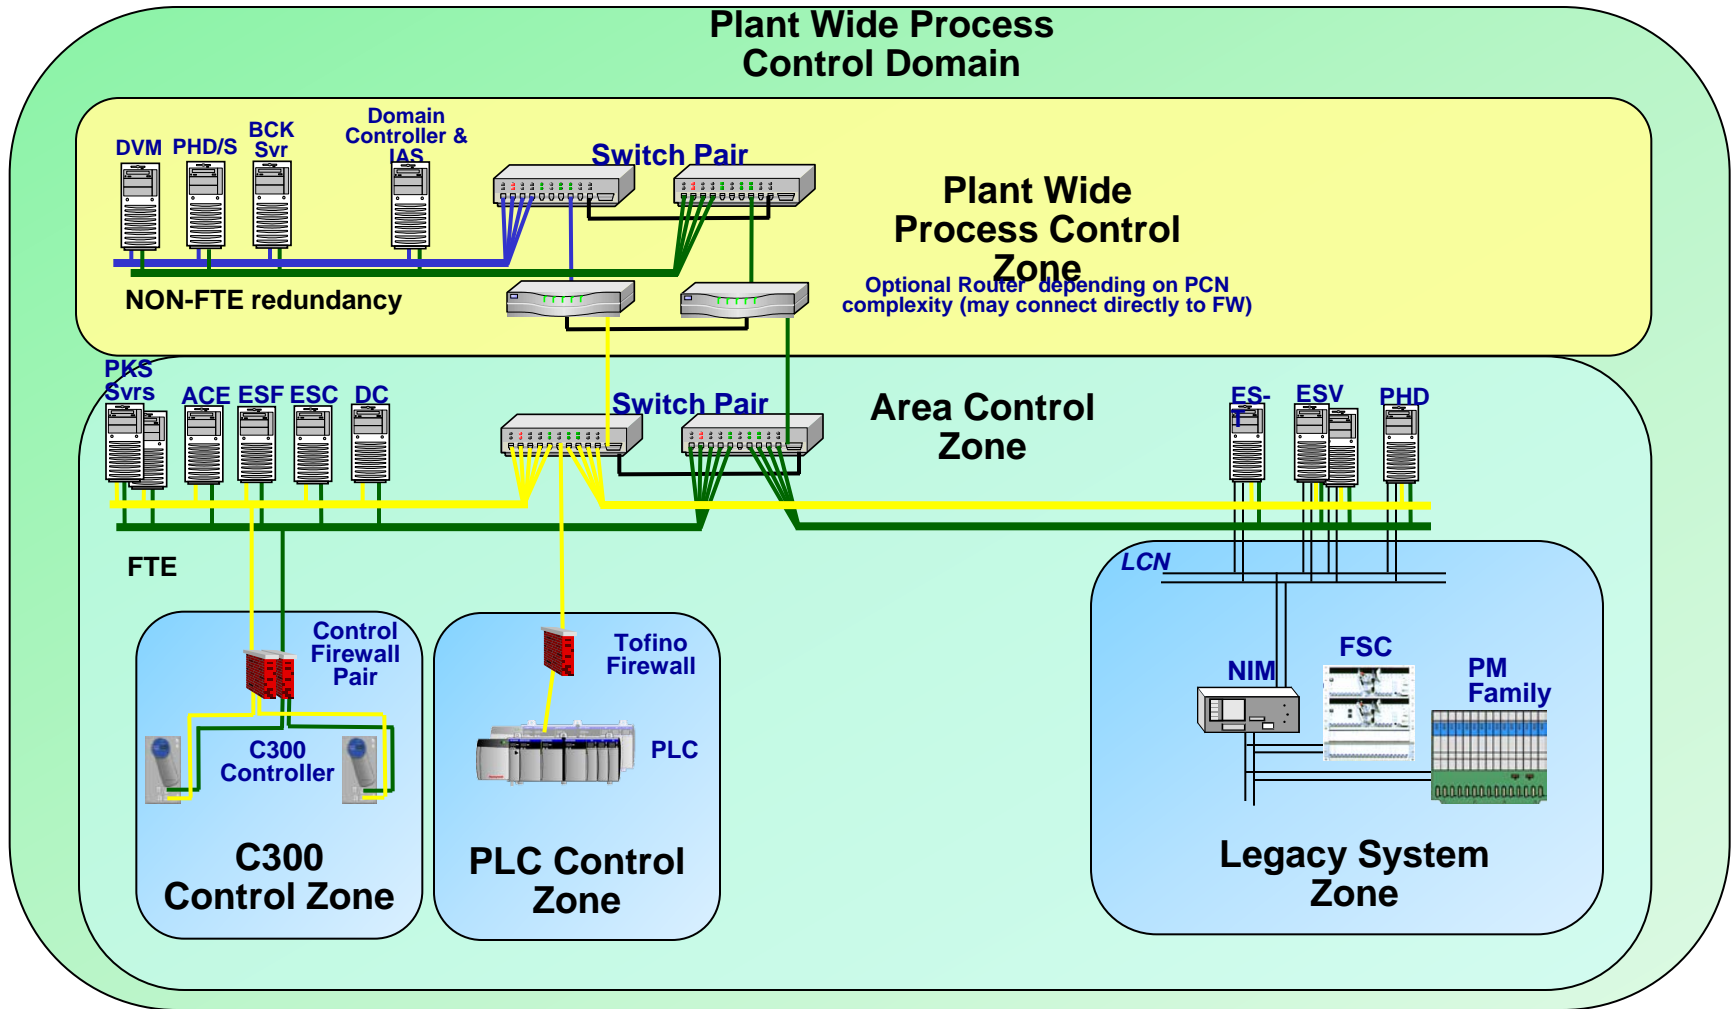 Plant Wide Process
Control Domain
DVM
PHD/S
BCK
Svr
Domain
Controller &
IAS
Switch Pair
Plant Wide
Process Control
Zone
NON-FTE redundancy
Optional Router depending on PCN
complexity (may connect directly to FW)
PKS
Svrs
ACE
ESF
ESC
DC
Switch Pair
Area Control
Zone
ES-
T
ESV
PHD
FTE
LCN
Control
Firewall
Pair
C300
Controller
C300
Control Zone
Tofino
Firewall
PLC
PLC Control
Zone
NIM
FSC
PM
Family
Legacy System
Zone